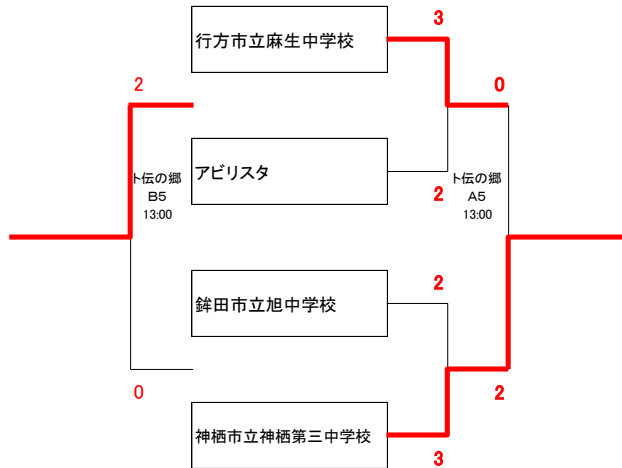 3
行方市立麻生中学校
2
0
アビリスタ
ト伝の郷
B5
13:00
ト伝の郷
A5
13:00
2
2
鉾田市立旭中学校
0
2
神栖市立神栖第三中学校
3